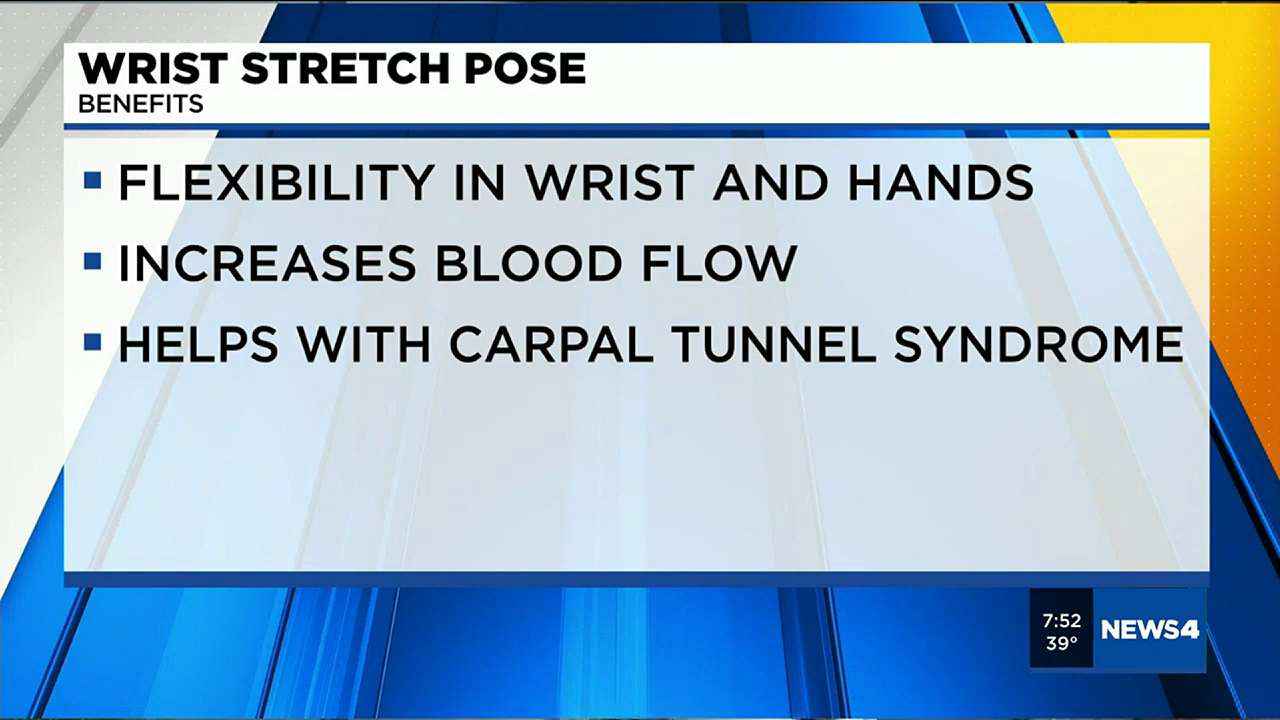 WRIST STRETCH POSE
BENEFITS
FLEXIBILITY IN WRIST AND HANDS
INCREASES BLOOD FLOW
HELPS WITH CARPAL TUNNEL SYNDROME
7:52
39°
NEWS4